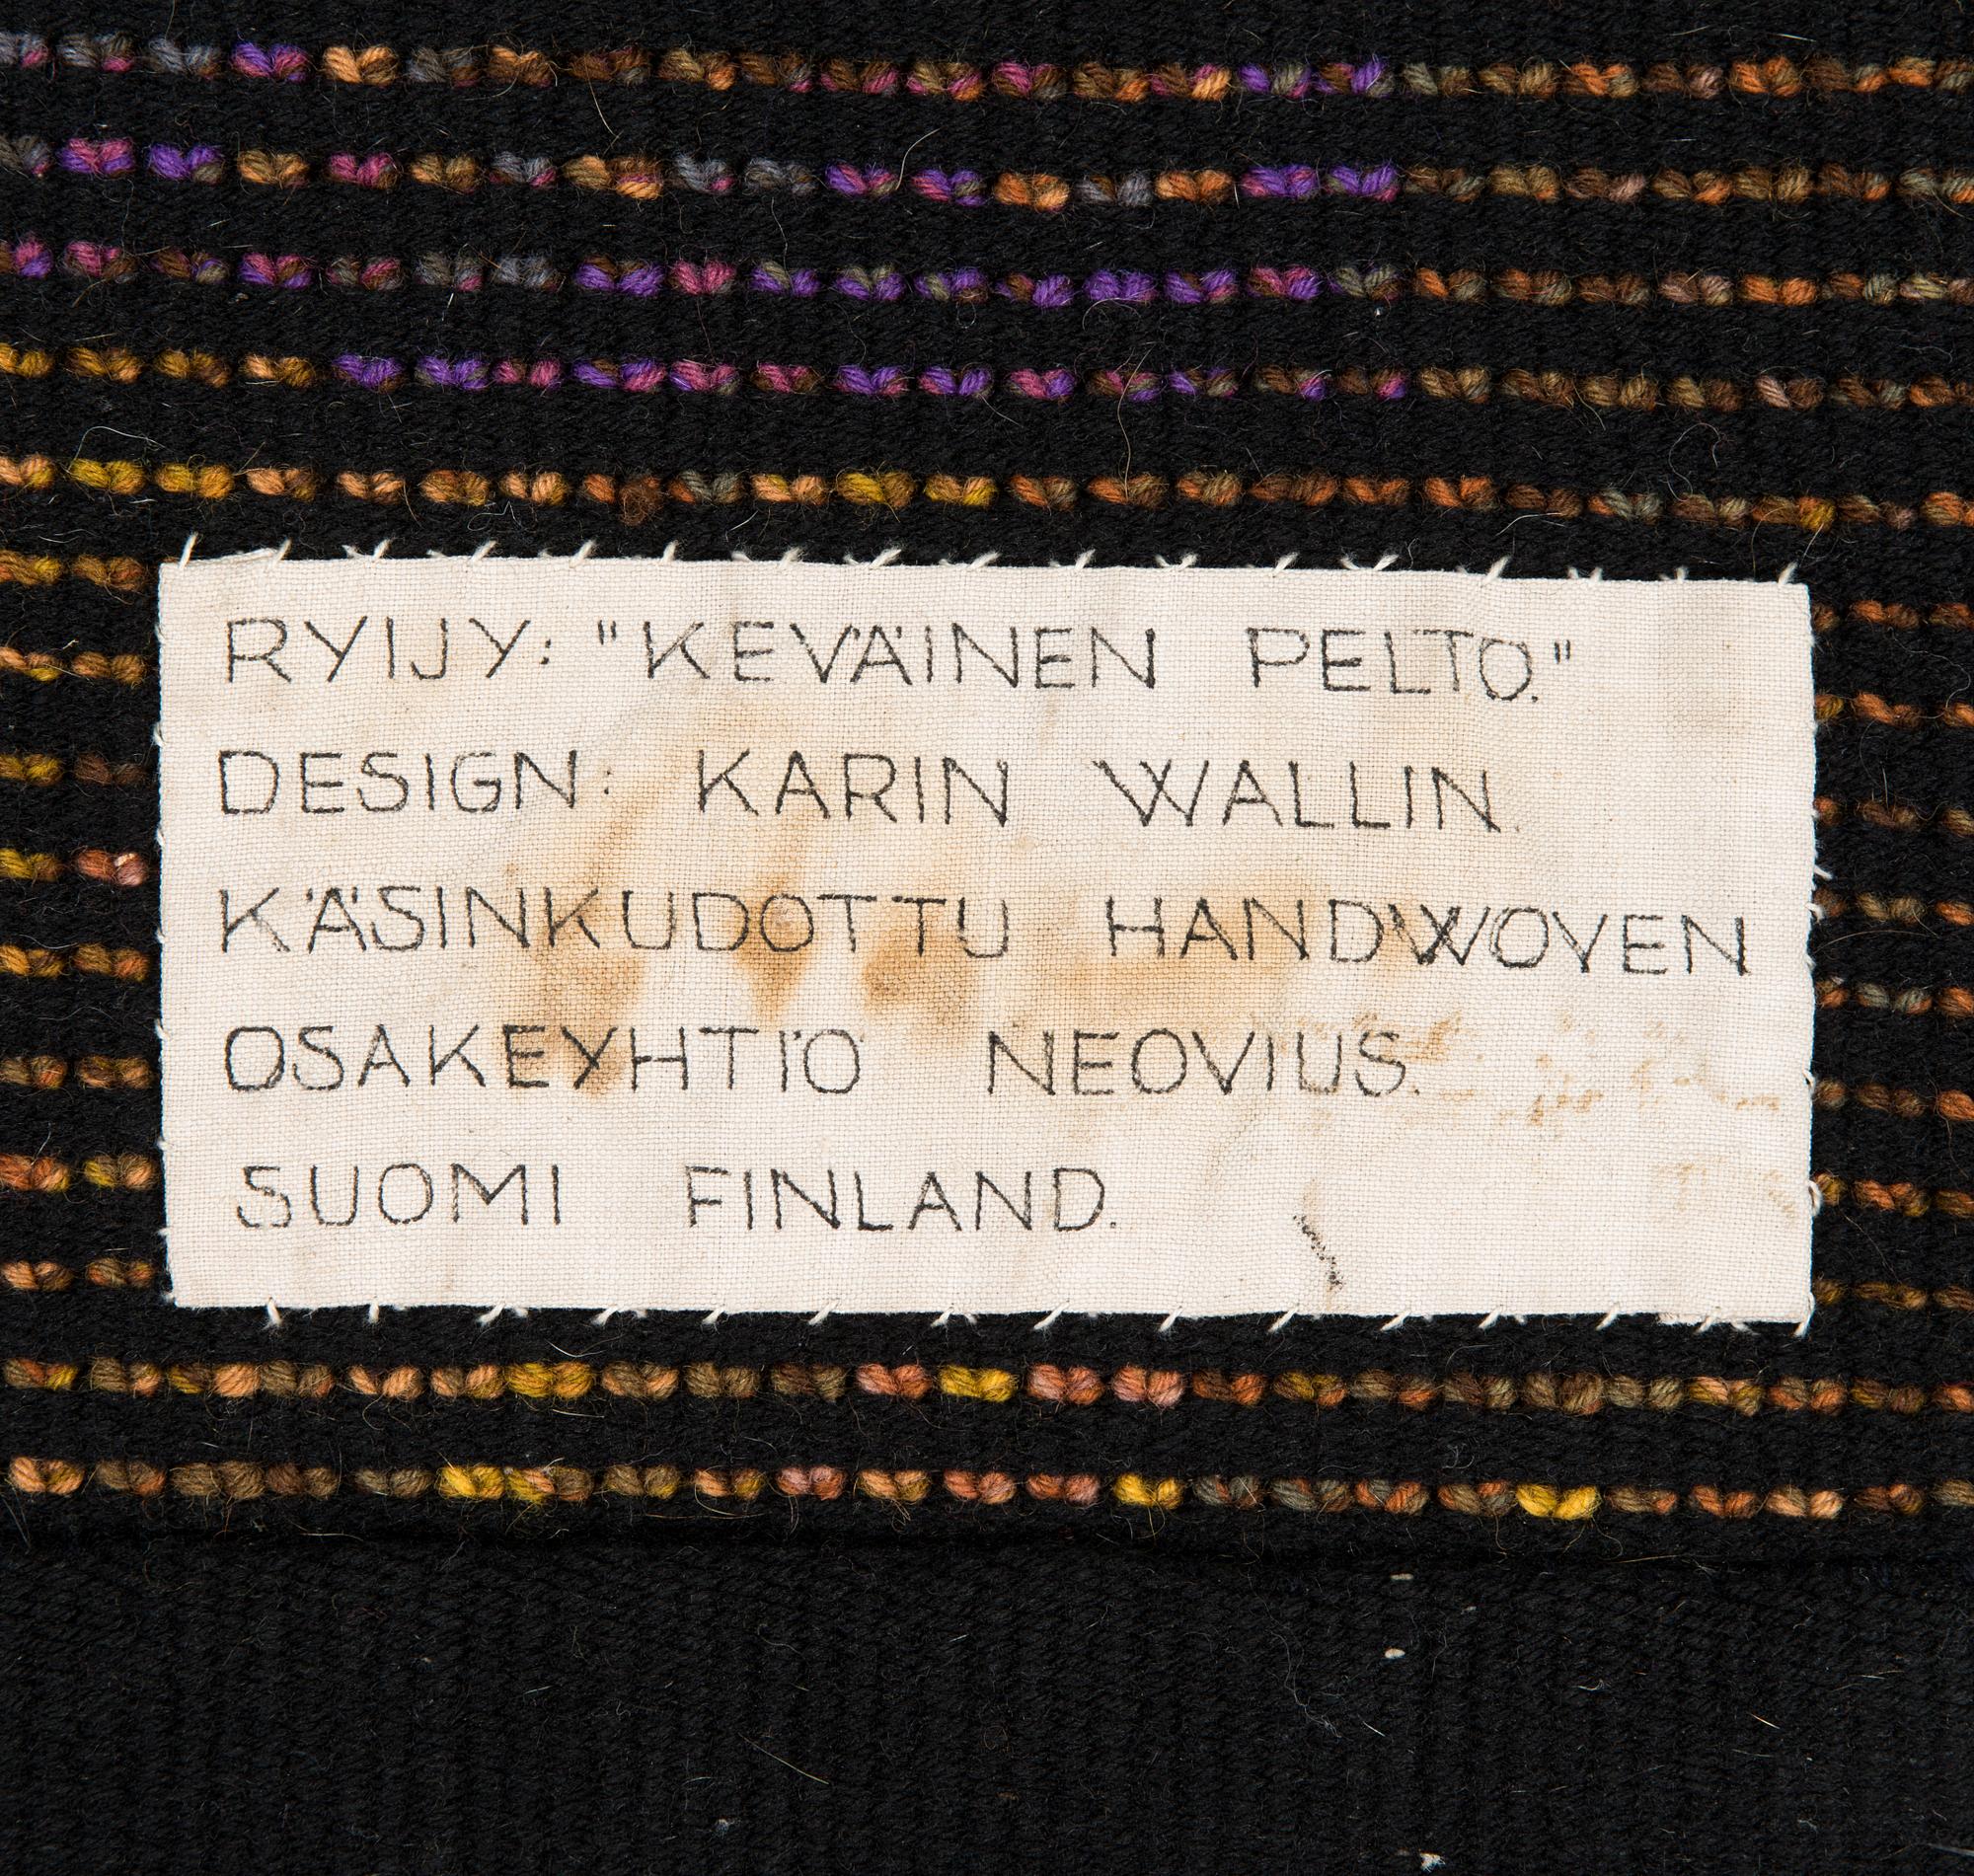 RYIJY: "KEVÄINEN PELTO."
DESIGN: KARIN WALLIN.
KÄSINKUDOTTU HANDWOVEN
OSAKEYHTIÖ NEOVIUS.
SUOMI FINLAND.